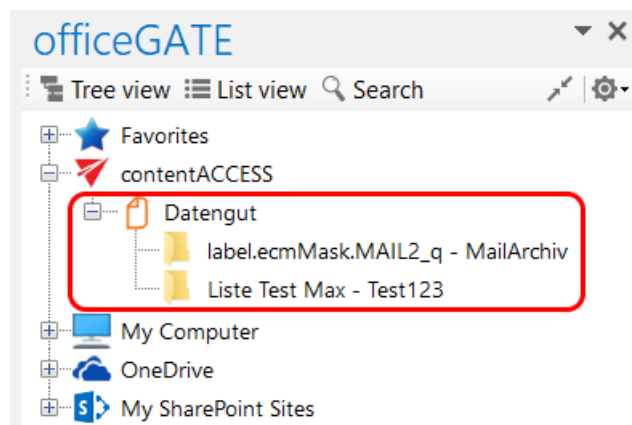 officeGATE
Tree view List view Search
Favorites
contentACCESS
Datengut
label.ecmMask.MAIL2_q - MailArchiv
Liste Test Max - Test123
My Computer
OneDrive
My SharePoint Sites